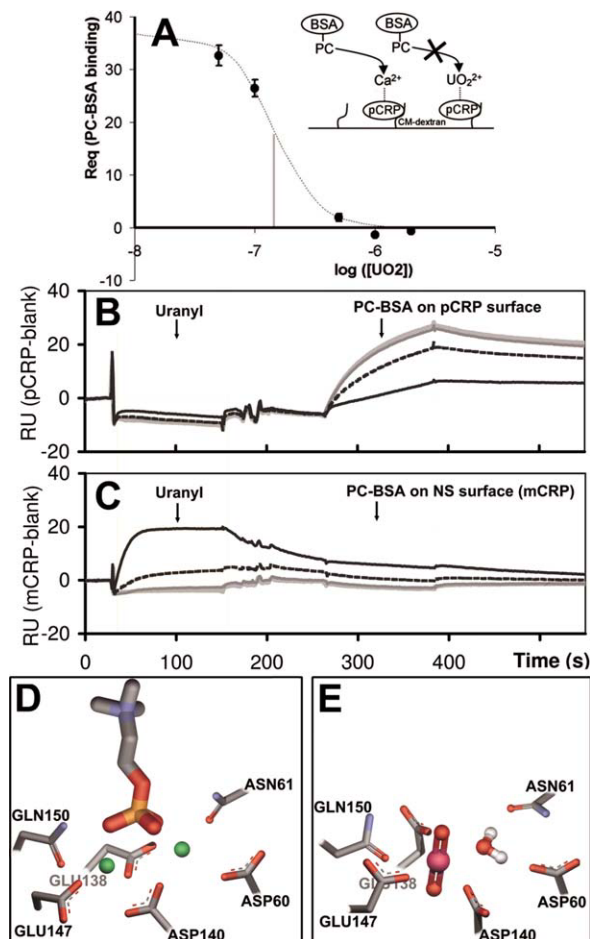 A
Req (PC-BSA binding)
40
30
20
10
0
-10
-8
-7
-6
-5
log ([UO2])
BSA
BSA
PC
PC
Ca2+
UO22+
pCRP
pCRP
CM-dextran
B
Uranyl
PC-BSA on pCRP surface
RU (pCRP-blank)
40
20
0
-20
C
Uranyl
PC-BSA on NS surface (mCRP)
RU (mCRP-blank)
40
20
0
-20
0
100
200
300
400
Time (s)
D
GLN150
ASN61
GLU138
ASP60
GLU147
ASP140
E
GLN150
ASN61
GLU138
ASP60
GLU147
ASP140